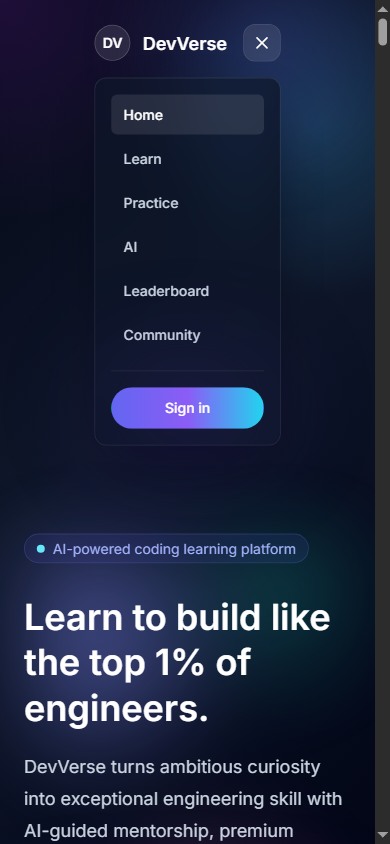 DV DevVerse
Home
Learn
Practice
AI
Leaderboard
Community
Sign in
AI-powered coding learning platform
Learn to build like
the top 1% of
engineers.
DevVerse turns ambitious curiosity
into exceptional engineering skill with
AI-guided mentorship, premium